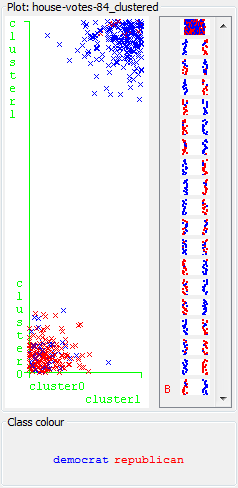 Plot: house-votes-84_clustered
cluster1
cluster0
cluster0
cluster1
B
Class colour
democrat republican